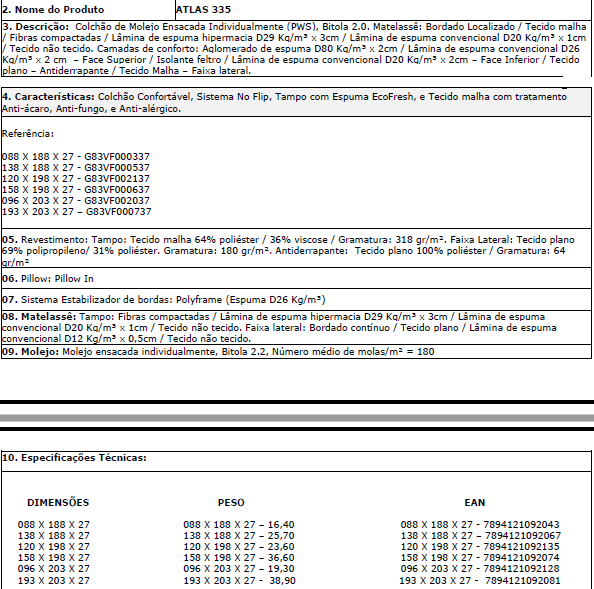 2. Nome do Produto ATLAS 335
3. Descrição: Colchão de Molejo Ensacada Individualmente (PWS), Bitola 2.0. Matelassê: Bordado Localizado / Tecido malha
/ Fibras compactadas / Lâmina de espuma hipermacia D29 Kg/m³ x 3cm / Lâmina de espuma convencional D20 Kg/m³ x 1cm
/ Tecido não tecido. Camadas de conforto: Aglomerado de espuma D80 Kg/m³ x 2cm / Lâmina de espuma convencional D26
Kg/m³ x 2 cm – Face Superior / Isolante feltro / Lâmina de espuma convencional D20 Kg/m³ x 2cm – Face Inferior / Tecido
plano – Antiderrapante / Tecido Malha – Faixa lateral.
4. Características: Colchão Confortável, Sistema No Flip, Tampo com Espuma EcoFresh, e Tecido malha com tratamento
Anti-ácaro, Anti-fungo, e Anti-alérgico.
Referência:
088 X 188 X 27 - G83VF000337
138 X 188 X 27 - G83VF000537
120 X 198 X 27 - G83VF002137
158 X 198 X 27 - G83VF000637
096 X 203 X 27 - G83VF002037
193 X 203 X 27 – G83VF000737
05. Revestimento: Tampo: Tecido malha 64% poliéster / 36% viscose / Gramatura: 318 gr/m². Faixa Lateral: Tecido plano
69% polipropileno/ 31% poliéster. Gramatura: 180 gr/m². Antiderrapante: Tecido plano 100% poliéster / Gramatura: 64
gr/m²
06. Pillow: Pillow In
07. Sistema Estabilizador de bordas: Polyframe (Espuma D26 Kg/m³)
08. Matelassê: Tampo: Fibras compactadas / Lâmina de espuma hipermacia D29 Kg/m³ x 3cm / Lâmina de espuma
convencional D20 Kg/m³ x 1cm / Tecido não tecido. Faixa lateral: Bordado contínuo / Tecido plano / Lâmina de espuma
convencional D12 Kg/m³ x 0,5cm / Tecido não tecido.
09. Molejo: Molejo ensacada individualmente, Bitola 2.2, Número médio de molas/m² = 180
10. Especificações Técnicas:
DIMENSÕES PESO EAN
088 X 188 X 27 088 X 188 X 27 – 16,40 088 X 188 X 27 - 7894121092043
138 X 188 X 27 138 X 188 X 27 – 25,70 138 X 188 X 27 – 7894121092067
120 X 198 X 27 120 X 198 X 27 – 23,60 120 X 198 X 27 - 7894121092135
158 X 198 X 27 158 X 198 X 27 – 36,60 158 X 198 X 27 - 7894121092074
096 X 203 X 27 096 X 203 X 27 – 19,30 096 X 203 X 27 - 7894121092128
193 X 203 X 27 193 X 203 X 27 - 38,90 193 X 203 X 27 - 7894121092081